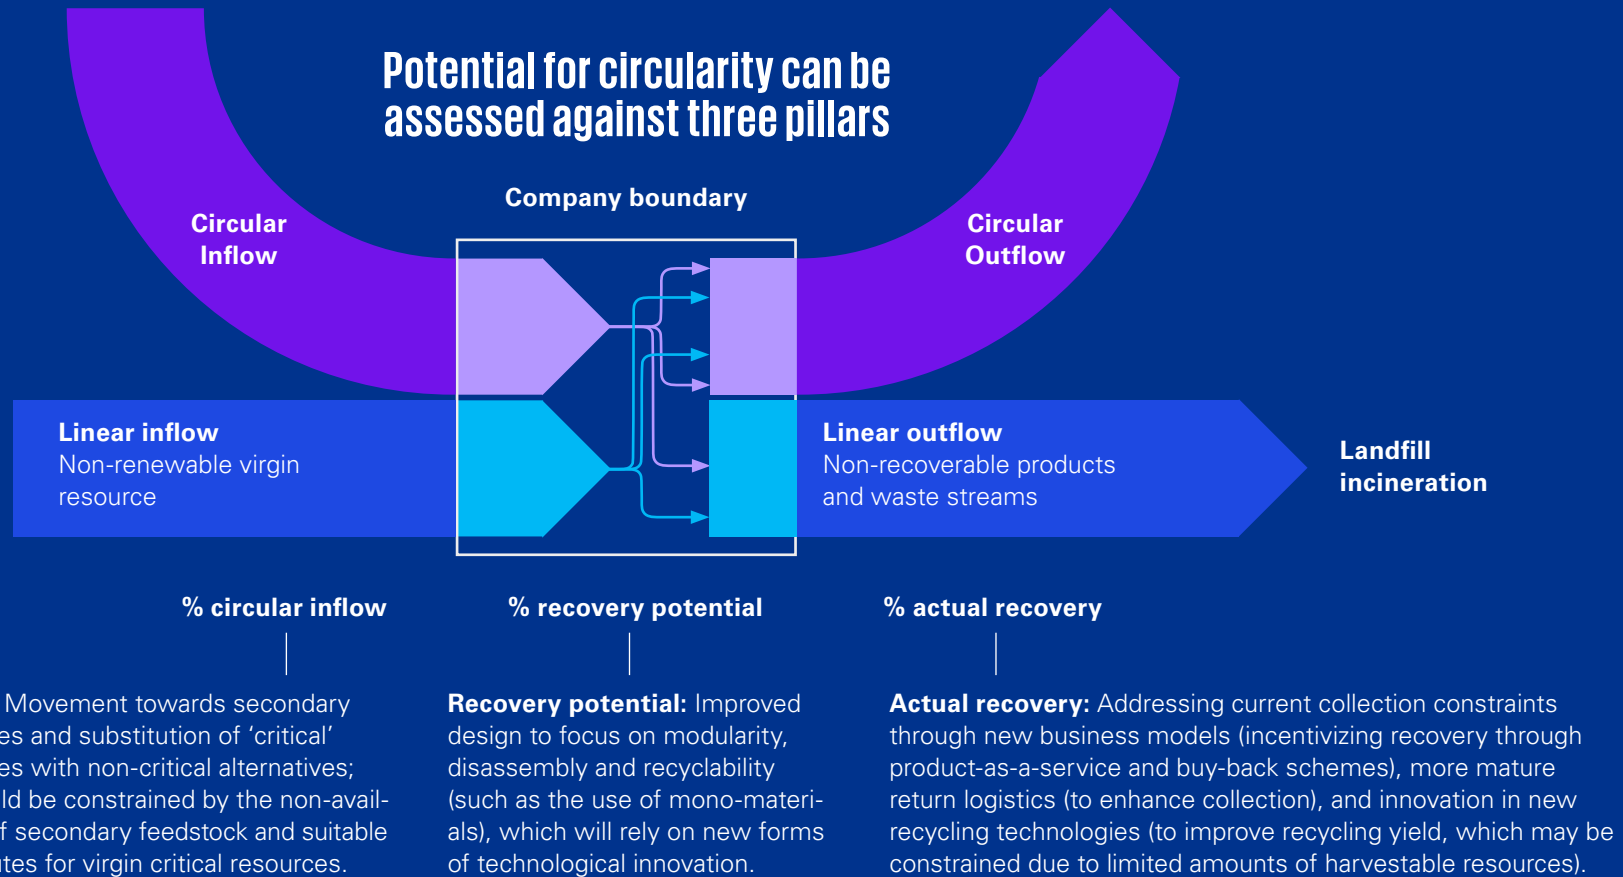 Potential for circularity can be
assessed against three pillars
Company boundary
Circular
Inflow
Circular
Outflow
Linear inflow
Non-renewable virgin
resource
Linear outflow
Non-recoverable products
and waste streams
Landfill
incineration
% circular inflow
% recovery potential
% actual recovery
Movement towards secondary
es and substitution of ‘critical’
es with non-critical alternatives;
ld be constrained by the non-avail-
f secondary feedstock and suitable
utes for virgin critical resources.
Recovery potential: Improved
design to focus on modularity,
disassembly and recyclability
(such as the use of mono-materi-
als), which will rely on new forms
of technological innovation.
Actual recovery: Addressing current collection constraints
through new business models (incentivizing recovery through
product-as-a-service and buy-back schemes), more mature
return logistics (to enhance collection), and innovation in new
recycling technologies (to improve recycling yield, which may be
constrained due to limited amounts of harvestable resources).